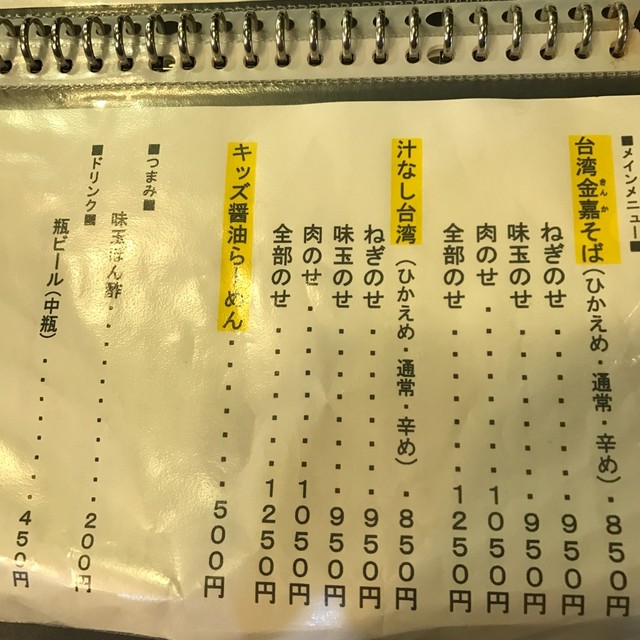 ■メインメニュー■
台湾金嘉そば(ひかえめ・通常・辛め)・850円
きんか
ねぎのせ・・・・・・・・950円
味玉のせ・・・・・・・・950円
肉のせ・・・・・・・・1050円
全部のせ・・・・・・・1250円
汁なし台湾(ひかえめ・通常・辛め)・・850円
ねぎのせ・・・・・・・・950円
味玉のせ・・・・・・・・950円
肉のせ・・・・・・・・1050円
全部のせ・・・・・・・1250円
キッズ醤油らーめん・・・・・・・500円
■つまみ■
味玉ぽん酢・・・・・・・・・200円
■ドリンク■
瓶ビール(中瓶)・・・・・・・・450円